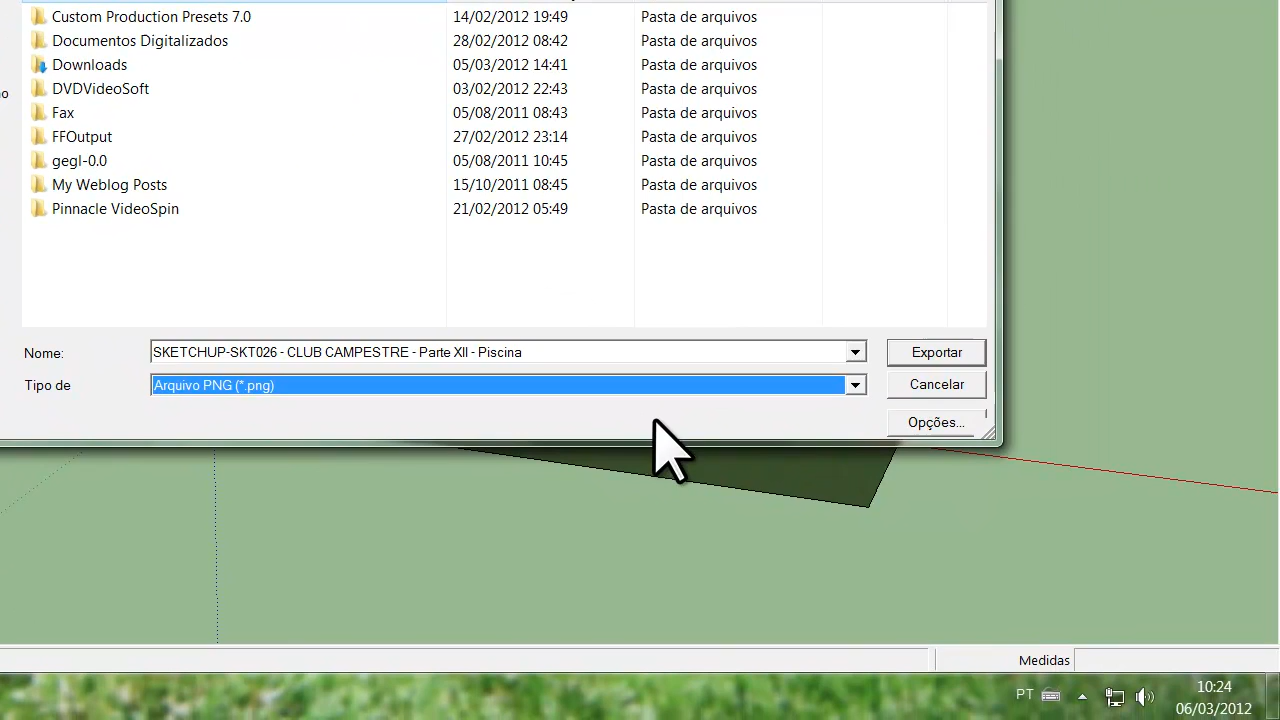 Custom Production Presets 7.0 14/02/2012 19:49 Pasta de arquivos
Documentos Digitalizados 28/02/2012 08:42 Pasta de arquivos
Downloads 05/03/2012 14:41 Pasta de arquivos
DVDVideoSoft 03/02/2012 22:43 Pasta de arquivos
Fax 05/08/2011 08:43 Pasta de arquivos
FFOutput 27/02/2012 23:14 Pasta de arquivos
gegl-0.0 05/08/2011 10:45 Pasta de arquivos
My Weblog Posts 15/10/2011 08:45 Pasta de arquivos
Pinnacle VideoSpin 21/02/2012 05:49 Pasta de arquivos
Nome: SKETCHUP-SKT026 - CLUB CAMPESTRE - Parte XII - Piscina Exportar
Tipo de Arquivo PNG (*.png) Cancelar
Opções...
Medidas
PT 10:24
06/03/2012